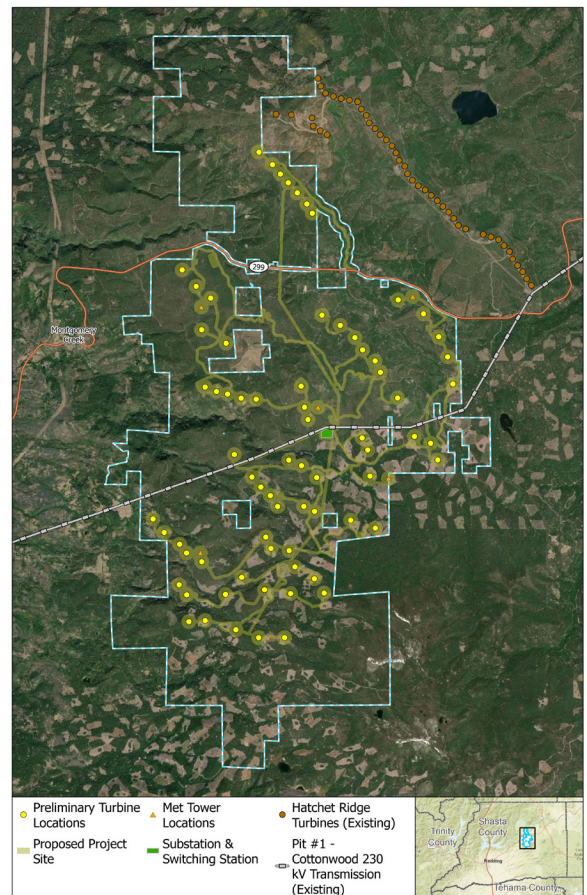 299
Montgomery
Creek
Preliminary Turbine
Locations
Proposed Project
Site
Met Tower
Locations
Substation &
Switching Station
Hatchet Ridge
Turbines (Existing)
Pit #1 -
Cottonwood 230
kV Transmission
(Existing)
Trinity
County
Shasta
County
Redding
Tehama County